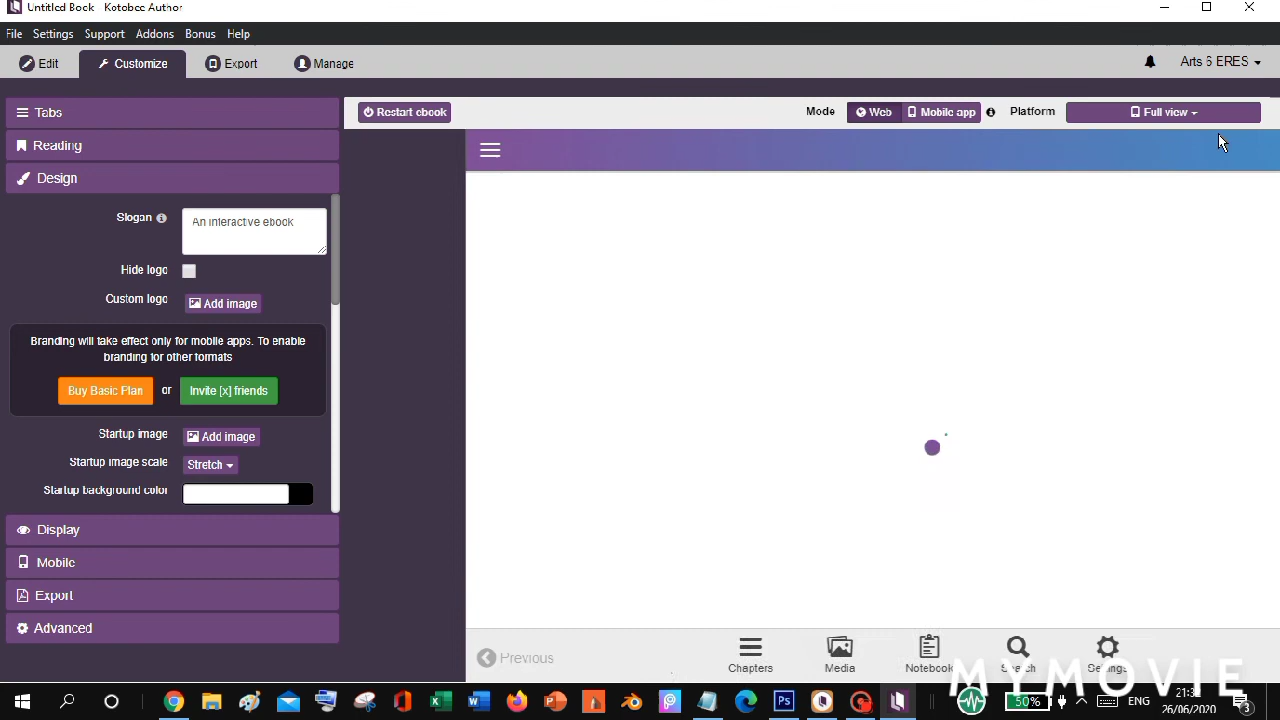 Untitled Book - Kotobee Author
File Settings Support Addons Bonus Help
Edit Customize Export Manage Arts 6 ERES
Tabs
Restart ebook Mode Web Mobile app Platform Full view
Reading
Design
Slogan An interactive ebook
Hide logo
Custom logo Add image
Branding will take effect only for mobile apps. To enable
branding for other formats
Buy Basic Plan or Invite [x] friends
Startup image Add image
Startup image scale Stretch
Startup background color
Display
Mobile
Export
Advanced
Previous Chapters Media Notebook Search Settings
MYMOVIE
50% ENG
26/06/2020 3